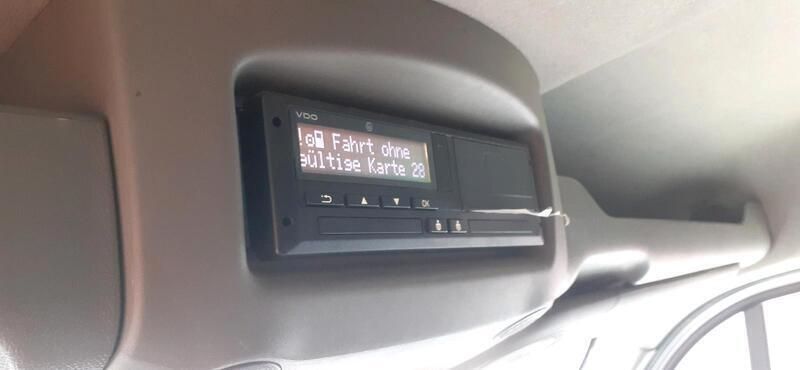 VDO
! Fahrt ohne
gültige Karte 28
OK